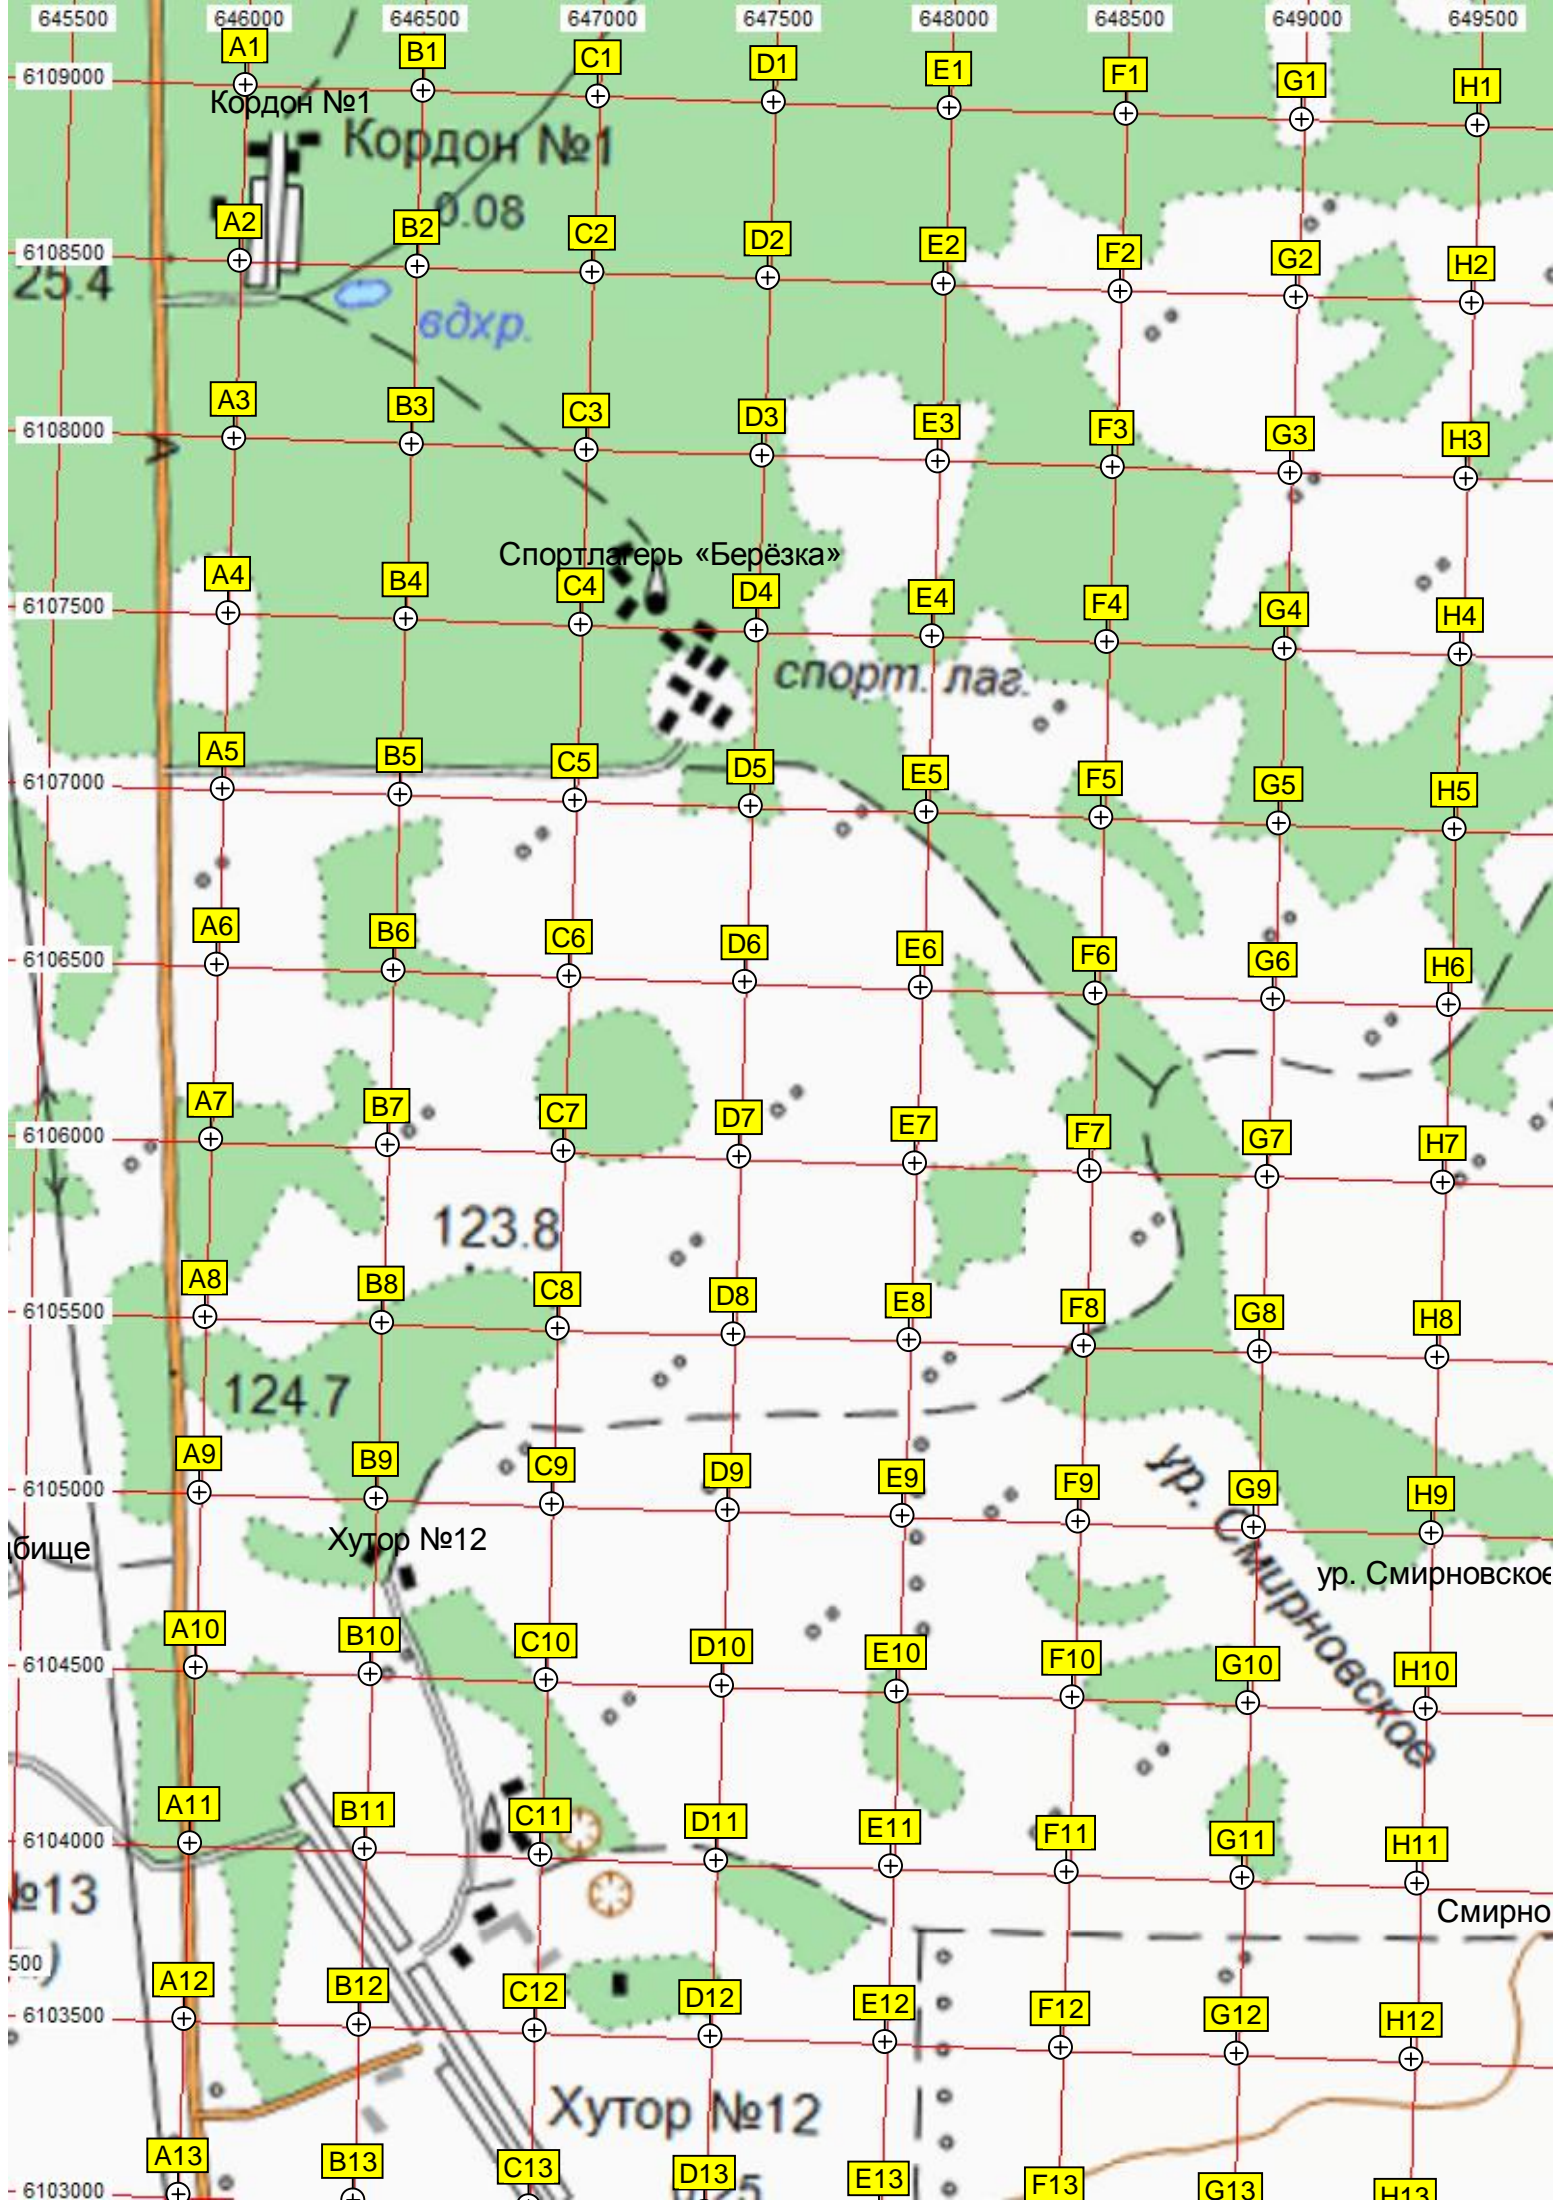 645500 646000 646500 647000 647500 648000 648500 649000 649500
A1 B1 C1 D1 E1 F1 G1 H1
6109000
Кордон №1
Кордон №1
0.08
A2 B2 C2 D2 E2 F2 G2 H2
6108500
25.4
вдхр.
A3 B3 C3 D3 E3 F3 G3 H3
6108000
Спортлагерь «Берёзка»
A4 B4 C4 D4 E4 F4 G4 H4
6107500
спорт. лаг.
A5 B5 C5 D5 E5 F5 G5 H5
6107000
A6 B6 C6 D6 E6 F6 G6 H6
6106500
A7 B7 C7 D7 E7 F7 G7 H7
6106000
123.8
A8 B8 C8 D8 E8 F8 G8 H8
6105500
124.7
A9 B9 C9 D9 E9 F9 G9 H9
6105000
ур. Смирновское
Хутор №12
дбище
ур. Смирновское
A10 B10 C10 D10 E10 F10 G10 H10
6104500
A11 B11 C11 D11 E11 F11 G11 H11
6104000
№13
Смирно
500
)
A12 B12 C12 D12 E12 F12 G12 H12
6103500
Хутор №12
A13 B13 C13 D13 E13 F13 G13 H13
6103000